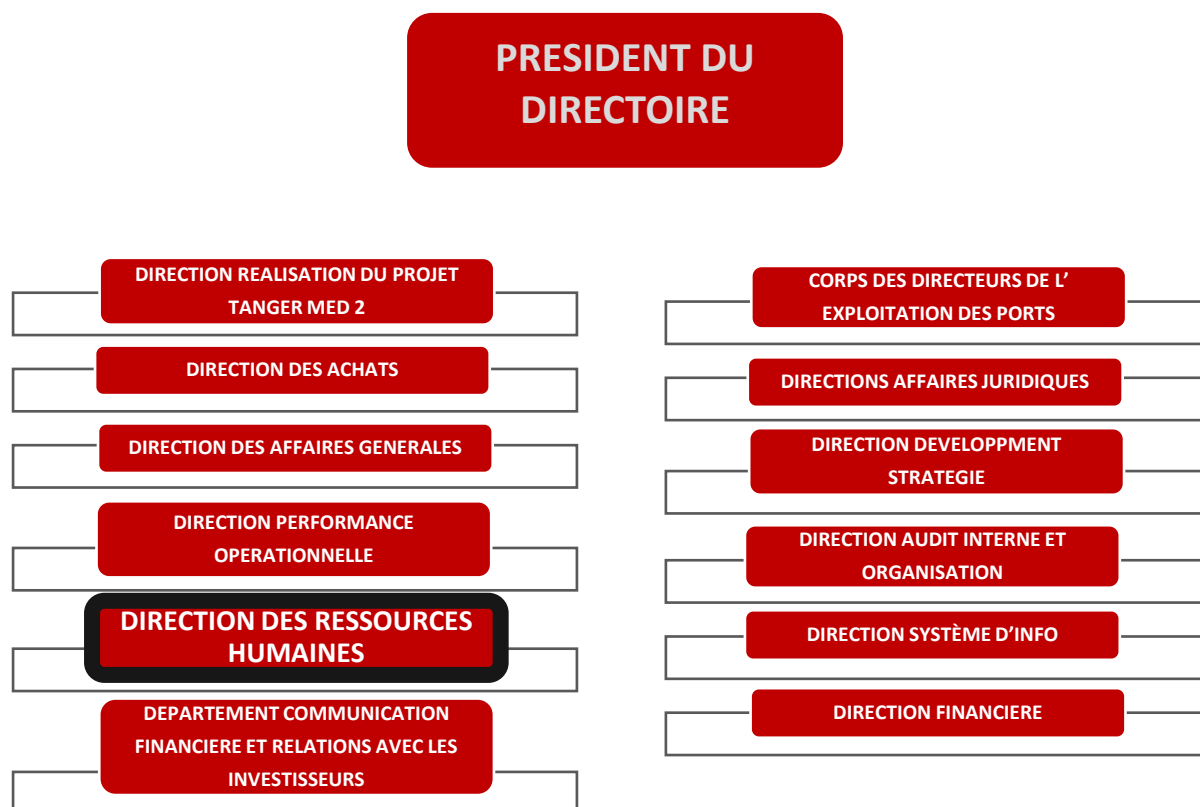 PRESIDENT DU
DIRECTOIRE
DIRECTION REALISATION DU PROJET
TANGER MED 2
DIRECTION DES ACHATS
DIRECTION DES AFFAIRES GENERALES
DIRECTION PERFORMANCE
OPERATIONNELLE
DIRECTION DES RESSOURCES
HUMAINES
DEPARTEMENT COMMUNICATION
FINANCIERE ET RELATIONS AVEC LES
INVESTISSEURS
CORPS DES DIRECTEURS DE L’
EXPLOITATION DES PORTS
DIRECTIONS AFFAIRES JURIDIQUES
DIRECTION DEVELOPPMENT
STRATEGIE
DIRECTION AUDIT INTERNE ET
ORGANISATION
DIRECTION SYSTÈME D’INFO
DIRECTION FINANCIERE